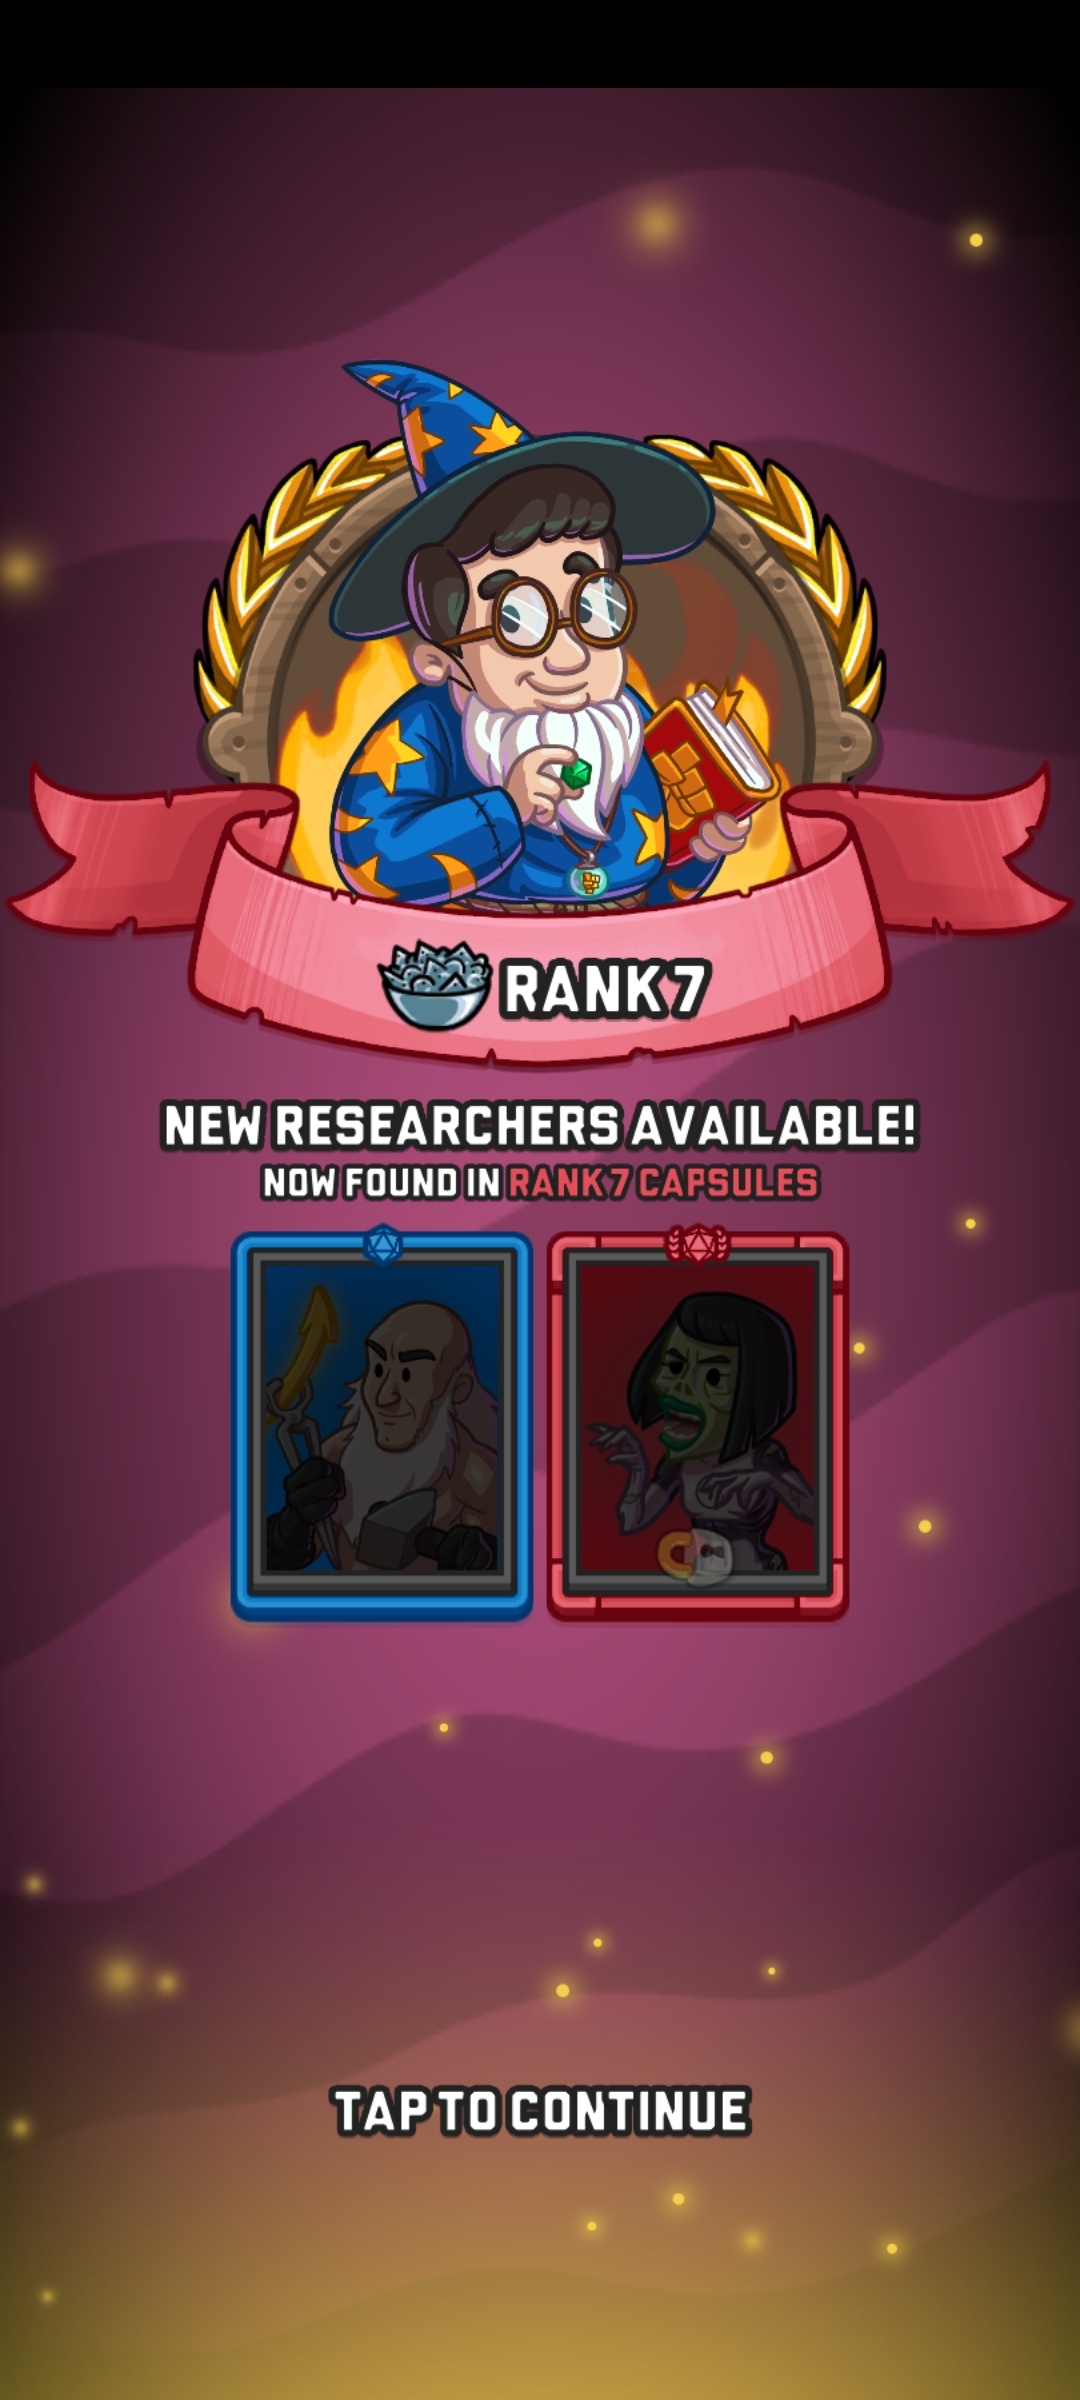 RANK 7
NEW RESEARCHERS AVAILABLE!
NOW FOUND IN RANK 7 CAPSULES
TAP TO CONTINUE